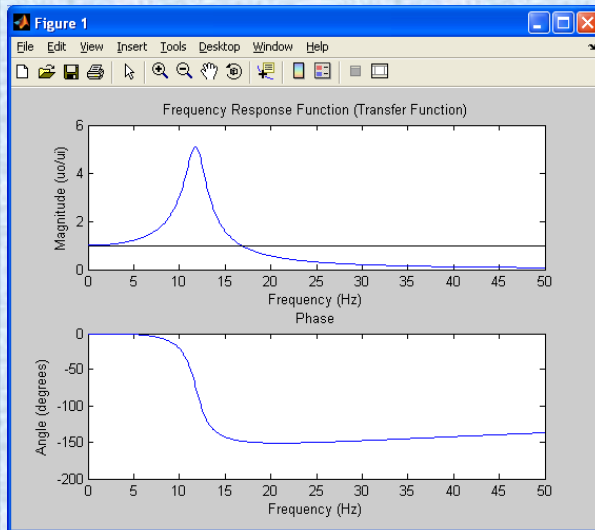 Figure 1
File Edit View Insert Tools Desktop Window Help
Frequency Response Function (Transfer Function)
Magnitude (uo/ui)
6
4
2
0
0 5 10 15 20 25 30 35 40 45 50
Frequency (Hz)
Phase
Angle (degrees)
0
-50
-100
-150
-200
0 5 10 15 20 25 30 35 40 45 50
Frequency (Hz)